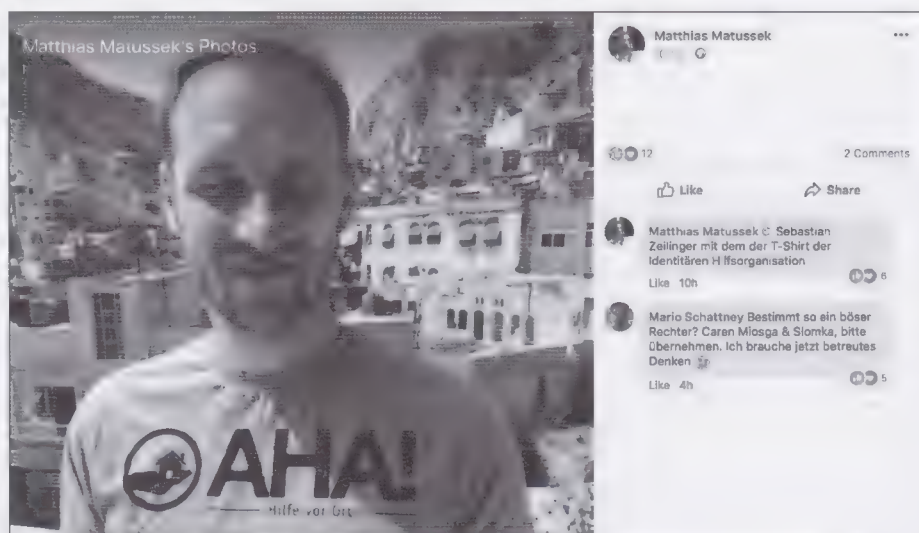 Matthias Matussek's Photos
AHA!
Hilfe vor Ort
Matthias Matussek
12
2 Comments
Like
Share
Matthias Matussek Sebastian
Zeilinger mit dem der T-Shirt der
Identitären H lfsorganisation
Like 10h
6
Mario Schattney Bestimmt so ein böser
Rechter? Caren Miosga & Slomka, bitte
übernehmen. Ich brauche jetzt betreutes
Denken
Like 4h
5